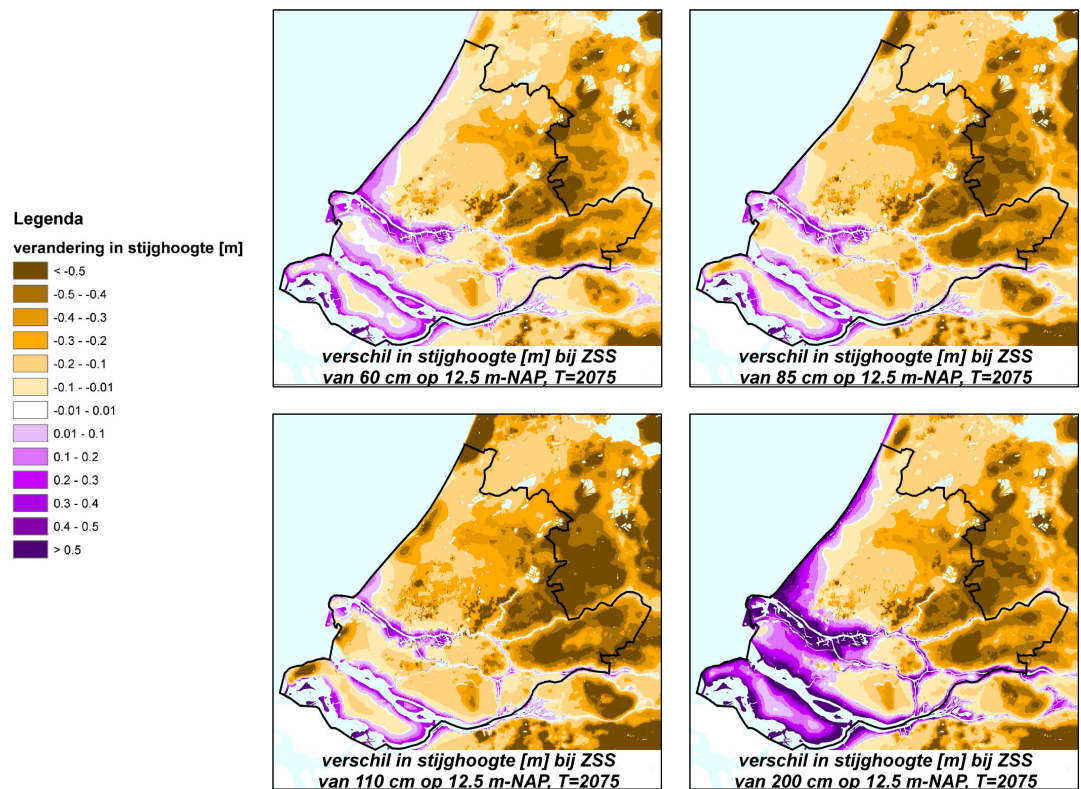 Legenda
verandering in stijghoogte [m]
< -0.5
-0.5 - -0.4
-0.4 - -0.3
-0.3 - -0.2
-0.2 - -0.1
-0.1 - -0.01
-0.01 - 0.01
0.01 - 0.1
0.1 - 0.2
0.2 - 0.3
0.3 - 0.4
0.4 - 0.5
> 0.5
verschil in stijghoogte [m] bij ZSS
van 60 cm op 12.5 m-NAP, T=2075
verschil in stijghoogte [m] bij ZSS
van 85 cm op 12.5 m-NAP, T=2075
verschil in stijghoogte [m] bij ZSS
van 110 cm op 12.5 m-NAP, T=2075
verschil in stijghoogte [m] bij ZSS
van 200 cm op 12.5 m-NAP, T=2075